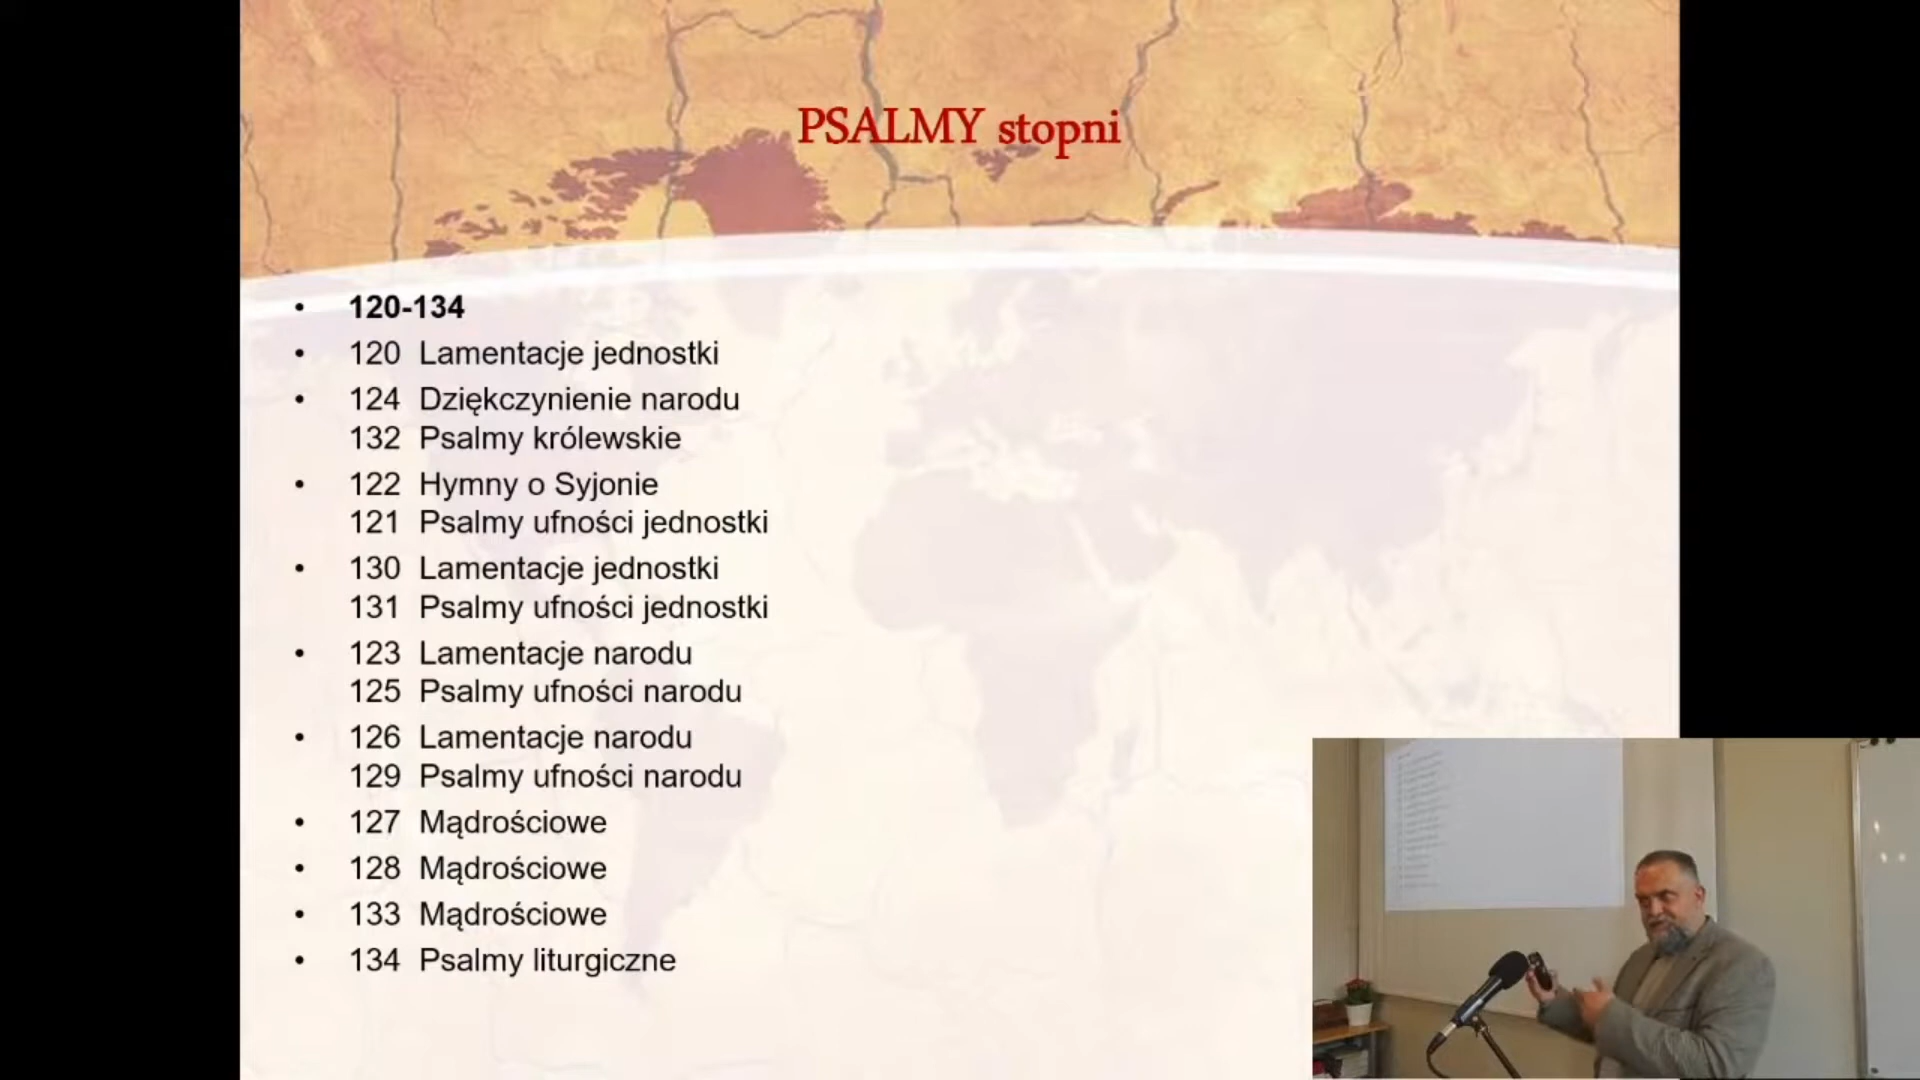 PSALMY stopni
• 120-134
• 120 Lamentacje jednostki
• 124 Dziękczynienie narodu
132 Psalmy królewskie
• 122 Hymny o Syjonie
121 Psalmy ufności jednostki
• 130 Lamentacje jednostki
131 Psalmy ufności jednostki
• 123 Lamentacje narodu
125 Psalmy ufności narodu
• 126 Lamentacje narodu
129 Psalmy ufności narodu
• 127 Mądrościowe
• 128 Mądrościowe
• 133 Mądrościowe
• 134 Psalmy liturgiczne